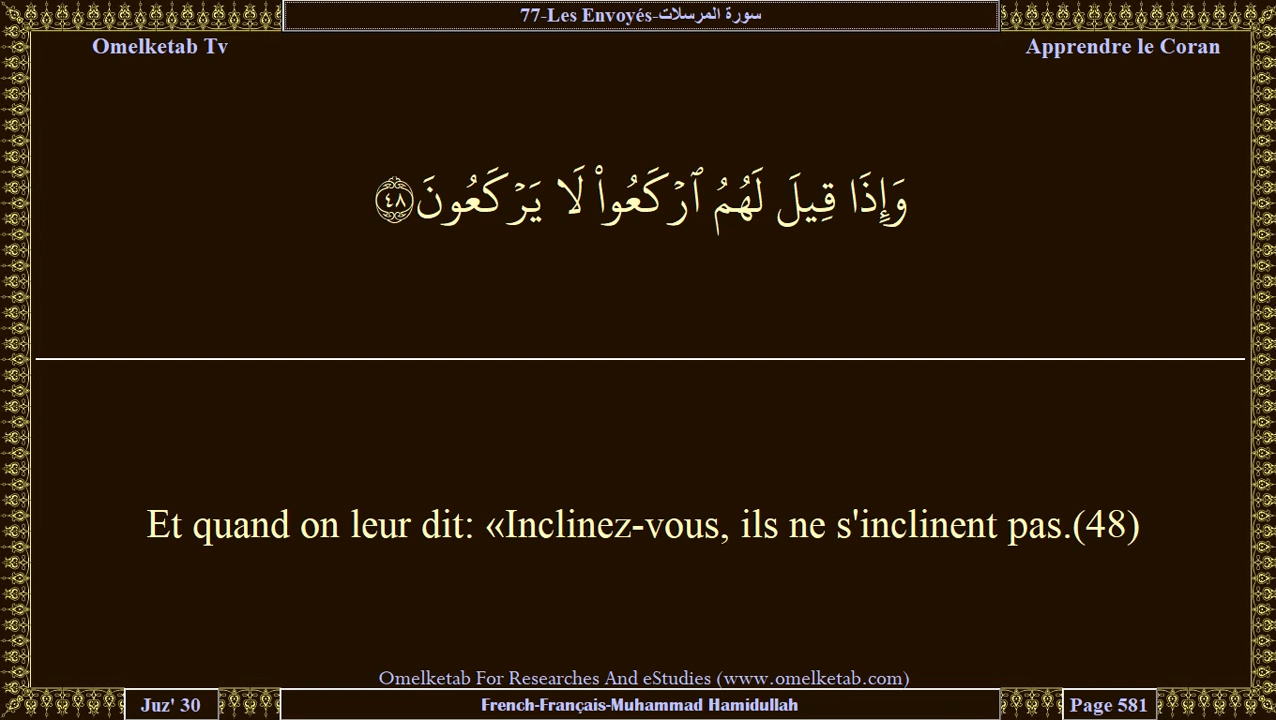 77-Les Envoyés-سورة المرسلات
Omelketab Tv
Apprendre le Coran
وَإِذَا قِيلَ لَهُمُ ٱرۡكَعُواْ لَا يَرۡكَعُونَ ٤٨
Et quand on leur dit: «Inclinez-vous, ils ne s'inclinent pas.(48)
Omelketab For Researches And eStudies (www.omelketab.com)
Juz' 30
French-Français-Muhammad Hamidullah
Page 581